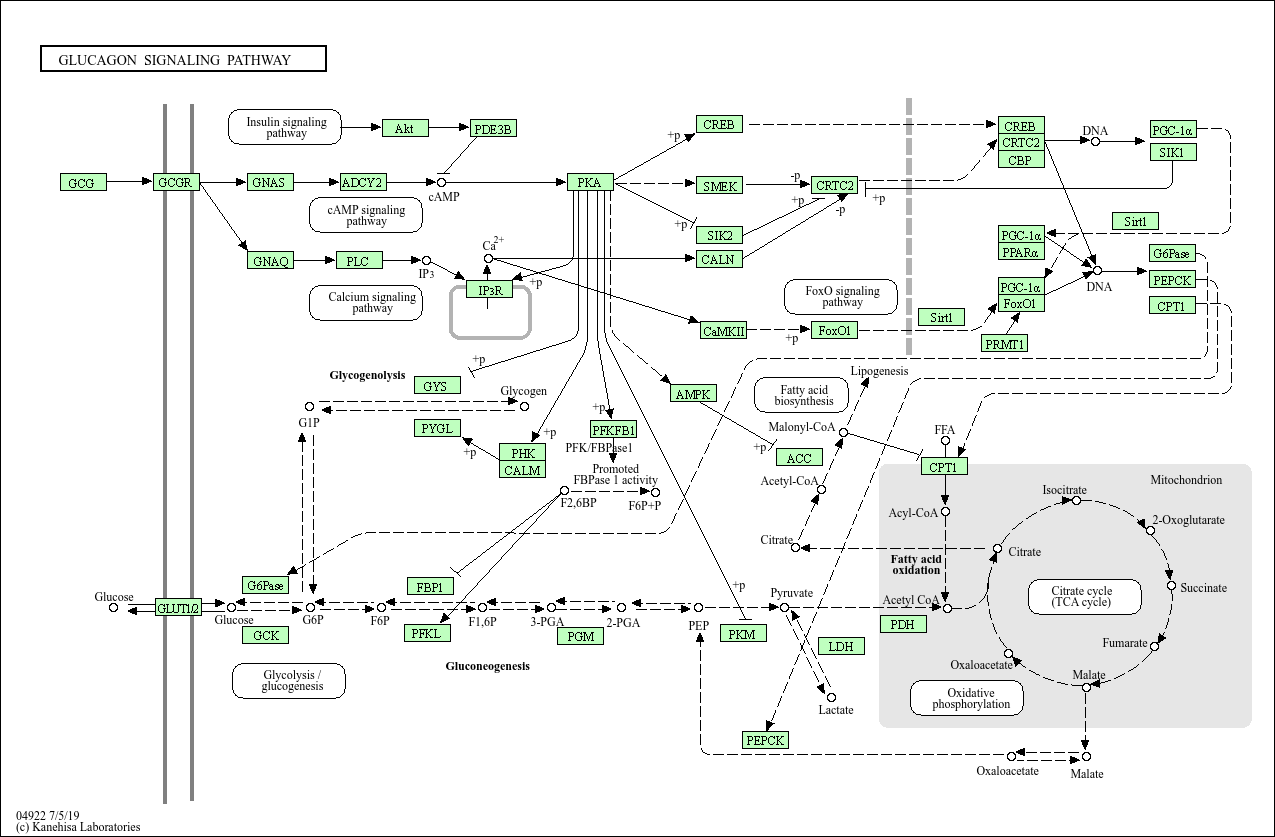 GLUCAGON SIGNALING PATHWAY
Insulin signaling
pathway
Akt
PDE3B
+p
CREB
CREB
CRTC2
CBP
DNA
PGC-1α
SIK1
GCG
GCGR
GNAS
ADCY2
cAMP
PKA
SMEK
-p
CRTC2
+p
-p
+p
cAMP signaling
pathway
+p
SIK2
CALN
Sirt1
PGC-1α
PPARα
G6Pase
PEPCK
CPT1
GNAQ
PLC
IP3
Ca2+
IP3R
+p
DNA
Calcium signaling
pathway
FoxO signaling
pathway
PGC-1α
FoxO1
CaMKII
+p
FoxO1
Sirt1
PRMT1
+p
Glycogenolysis
GYS
Glycogen
G1P
PYGL
+p
PHK
CALM
+p
+p
PFKFB1
PFK/FBPase1
Promoted
FBPase 1 activity
F2,6BP
F6P+P
AMPK
+p
ACC
Fatty acid
biosynthesis
Lipogenesis
Malonyl-CoA
Acetyl-CoA
Citrate
FFA
CPT1
Acyl-CoA
Fatty acid
oxidation
Mitochondrion
Isocitrate
2-Oxoglutarate
Citrate
Succinate
Citrate cycle
(TCA cycle)
Fumarate
Malate
Oxaloacetate
Oxidative
phosphorylation
G6Pase
FBP1
+p
Glucose
GLUT1/2
Glucose
G6P
F6P
F1,6P
3-PGA
2-PGA
PEP
Pyruvate
Acetyl CoA
GCK
PFKL
PGM
PKM
LDH
PDH
Gluconeogenesis
Glycolysis /
glucogenesis
Lactate
PEPCK
Oxaloacetate
Malate
04922 7/5/19
(c) Kanehisa Laboratories